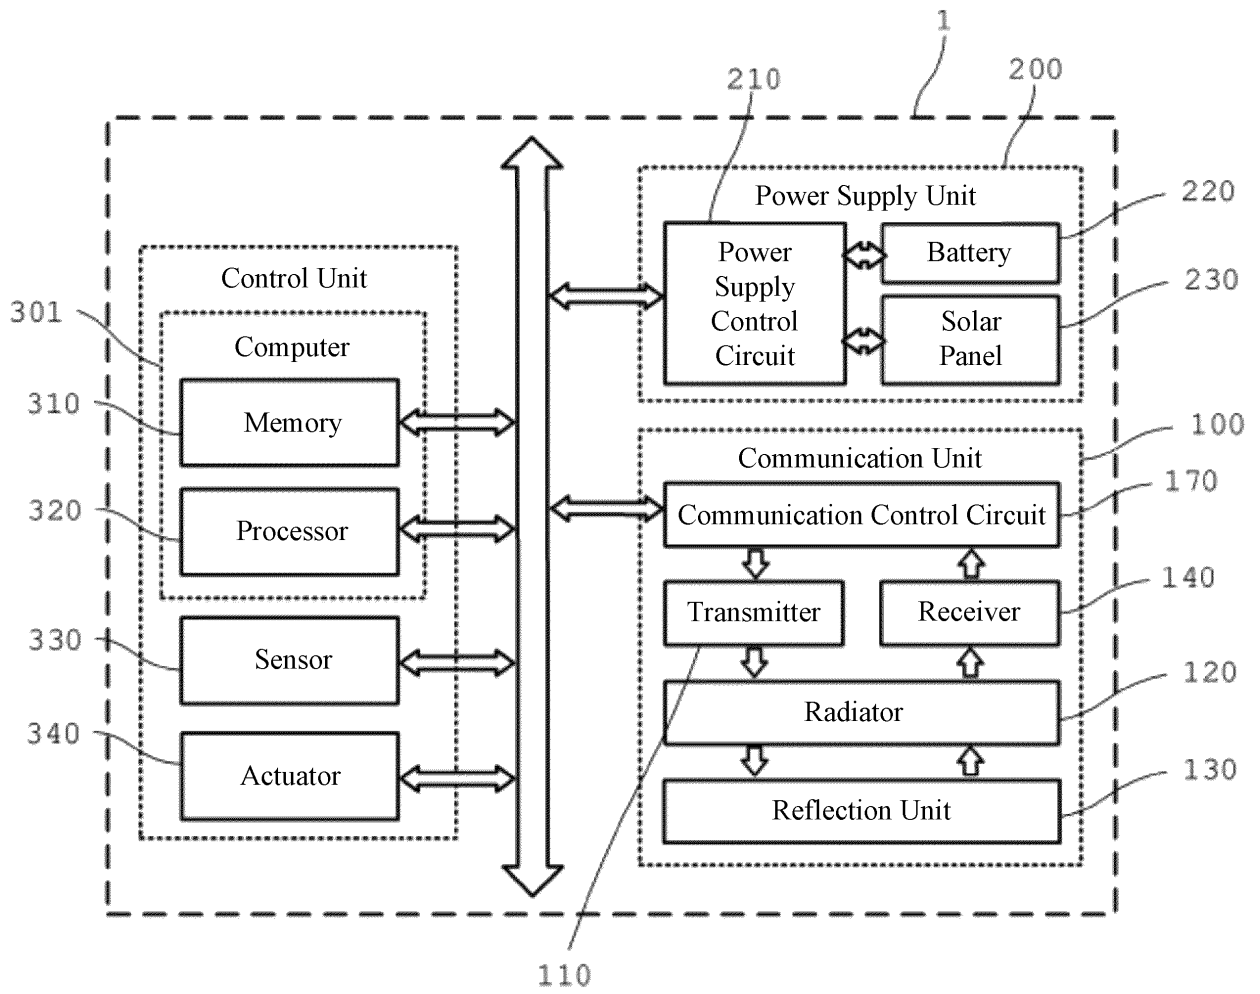 1
200
210
Power Supply Unit
220
Power
Supply
Control
Circuit
Battery
230
Solar
Panel
Control Unit
301
Computer
310
Memory
320
Processor
330
Sensor
340
Actuator
100
Communication Unit
170
Communication Control Circuit
140
Transmitter
Receiver
120
Radiator
130
Reflection Unit
110